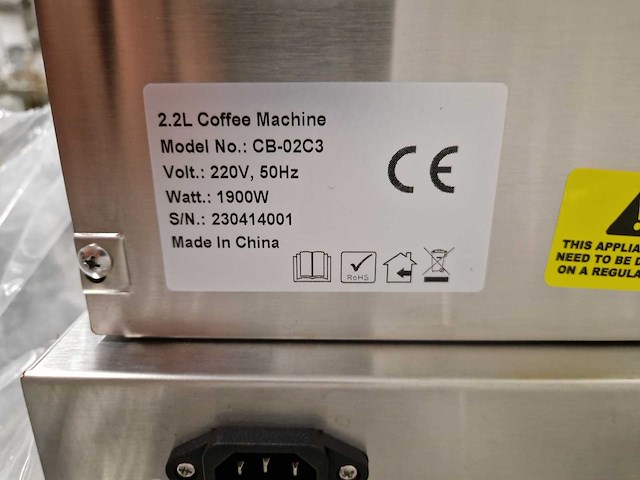 2.2L Coffee Machine
Model No.: CB-02C3
Volt.: 220V, 50Hz
Watt.: 1900W
S/N.: 230414001
Made In China
CE
RoHS
THIS APPLIA
NEED TO BE D
ON A REGULA